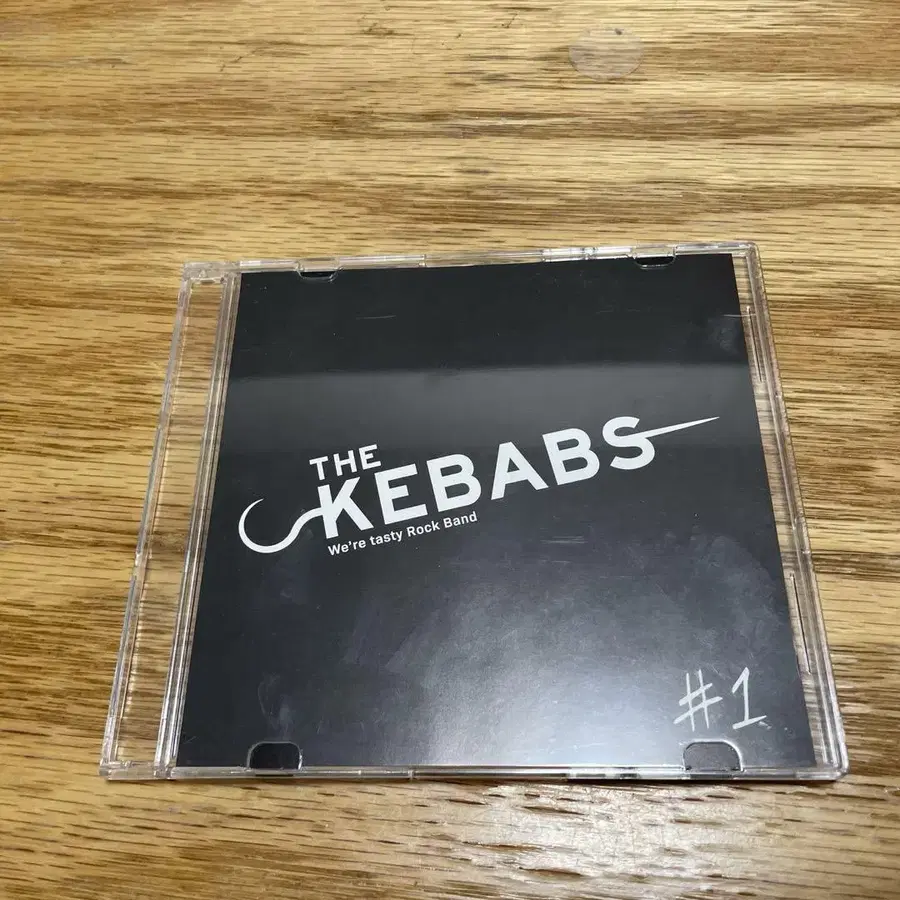 THE
KEBABS
We're tasty Rock Band
#1